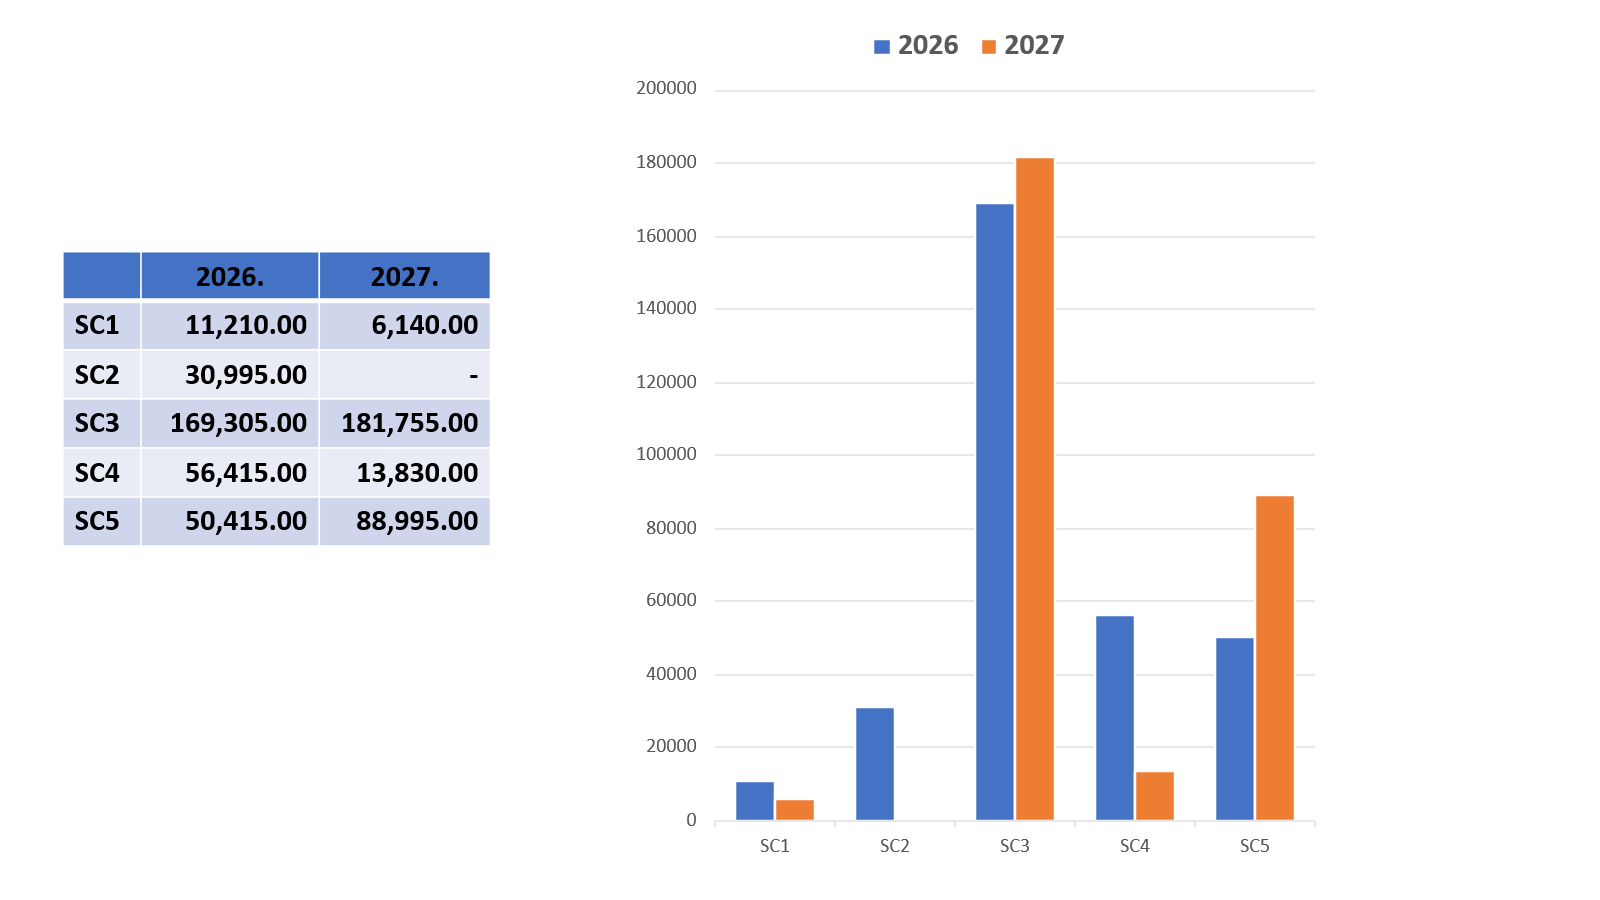 2026. 2027.
SC1 11,210.00 6,140.00
SC2 30,995.00 -
SC3 169,305.00 181,755.00
SC4 56,415.00 13,830.00
SC5 50,415.00 88,995.00
2026 2027
200000
180000
160000
140000
120000
100000
80000
60000
40000
20000
0
SC1 SC2 SC3 SC4 SC5